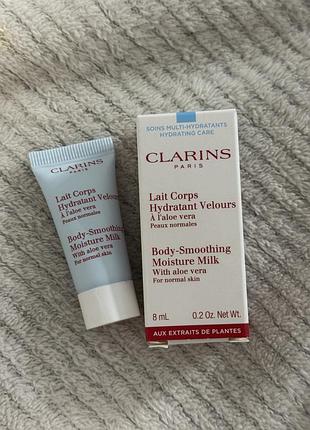 CLARINS
PARIS
Lait Corps
Hydratant Velours
À l'aloe vera
Peaux normales
Body-Smoothing
Moisture Milk
With aloe vera
For normal skin
SOINS MULTI-HYDRATANTS
HYDRATING CARE
CLARINS
PARIS
Lait Corps
Hydratant Velours
À l'aloe vera
Peaux normales
Body-Smoothing
Moisture Milk
With aloe vera
For normal skin
8 mL 0.2 Oz. Net Wt.
AUX EXTRAITS DE PLANTES